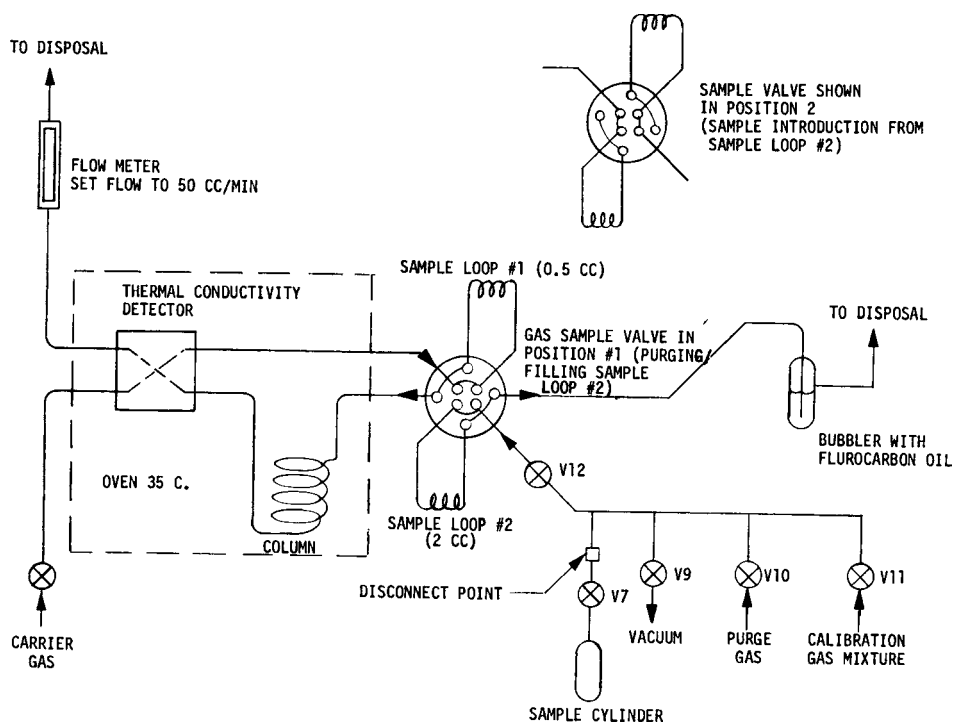 TO DISPOSAL
FLOW METER
SET FLOW TO 50 CC/MIN
SAMPLE VALVE SHOWN
IN POSITION 2
(SAMPLE INTRODUCTION FROM
SAMPLE LOOP #2)
SAMPLE LOOP #1 (0.5 CC)
THERMAL CONDUCTIVITY
DETECTOR
GAS SAMPLE VALVE IN
POSITION #1 (PURGING/
FILLING SAMPLE
LOOP #2)
TO DISPOSAL
BUBBLER WITH
FLUROCARBON OIL
OVEN 35 C.
V12
SAMPLE LOOP #2
(2 CC)
COLUMN
DISCONNECT POINT
V7
V9
V10
V11
CARRIER
GAS
VACUUM
PURGE
GAS
CALIBRATION
GAS MIXTURE
SAMPLE CYLINDER